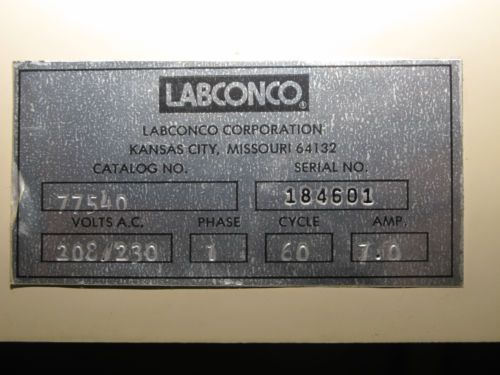 LABCONCO®
LABCONCO CORPORATION
KANSAS CITY, MISSOURI 64132
CATALOG NO. SERIAL NO.
77540 184601
VOLTS A.C. PHASE CYCLE AMP.
208/230 1 60 7.0